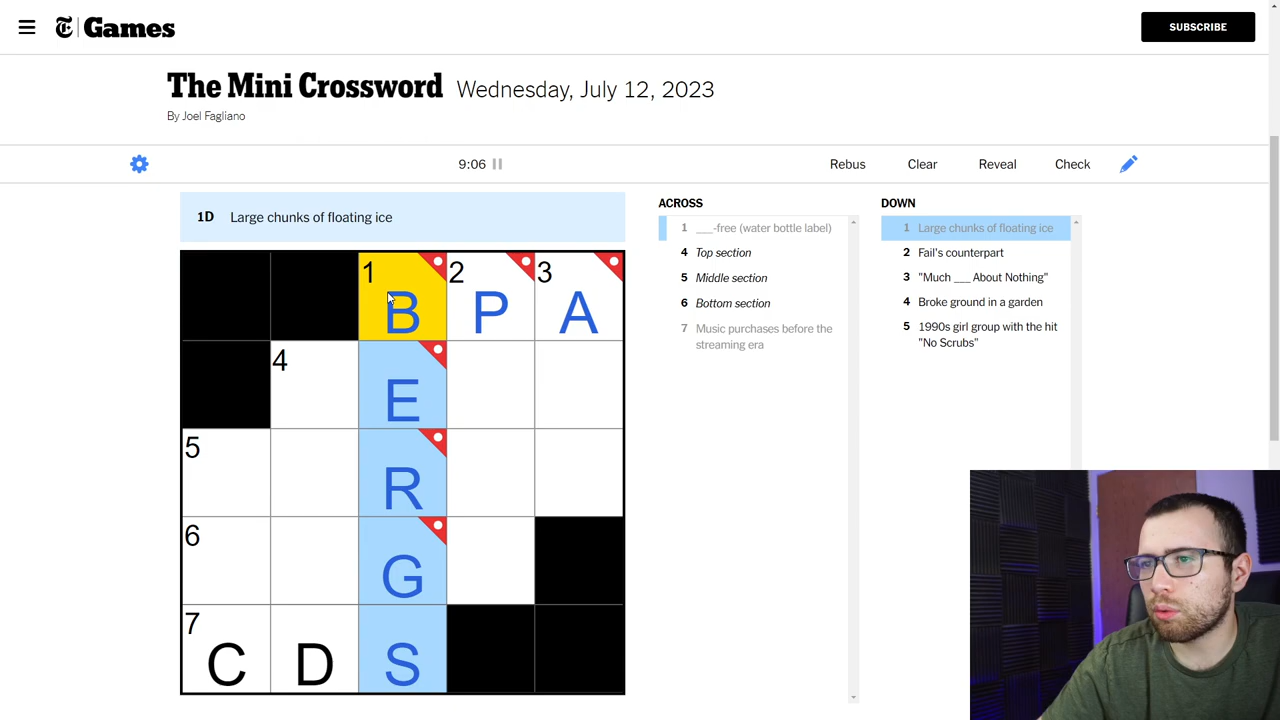 Games
SUBSCRIBE
The Mini Crossword Wednesday, July 12, 2023
By Joel Fagliano
9:06
Rebus Clear Reveal Check
1D Large chunks of floating ice
1 B 2 P 3 A
4 E
5 R
6 G
7 C D S
ACROSS
1 ___-free (water bottle label)
4 Top section
5 Middle section
6 Bottom section
7 Music purchases before the
streaming era
DOWN
1 Large chunks of floating ice
2 Fail's counterpart
3 "Much ___ About Nothing"
4 Broke ground in a garden
5 1990s girl group with the hit
"No Scrubs"